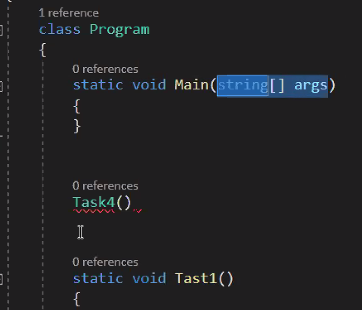 1 reference
class Program
{
0 references
static void Main(string[] args)
{
}
0 references
Task4()
0 references
static void Tast1()
{